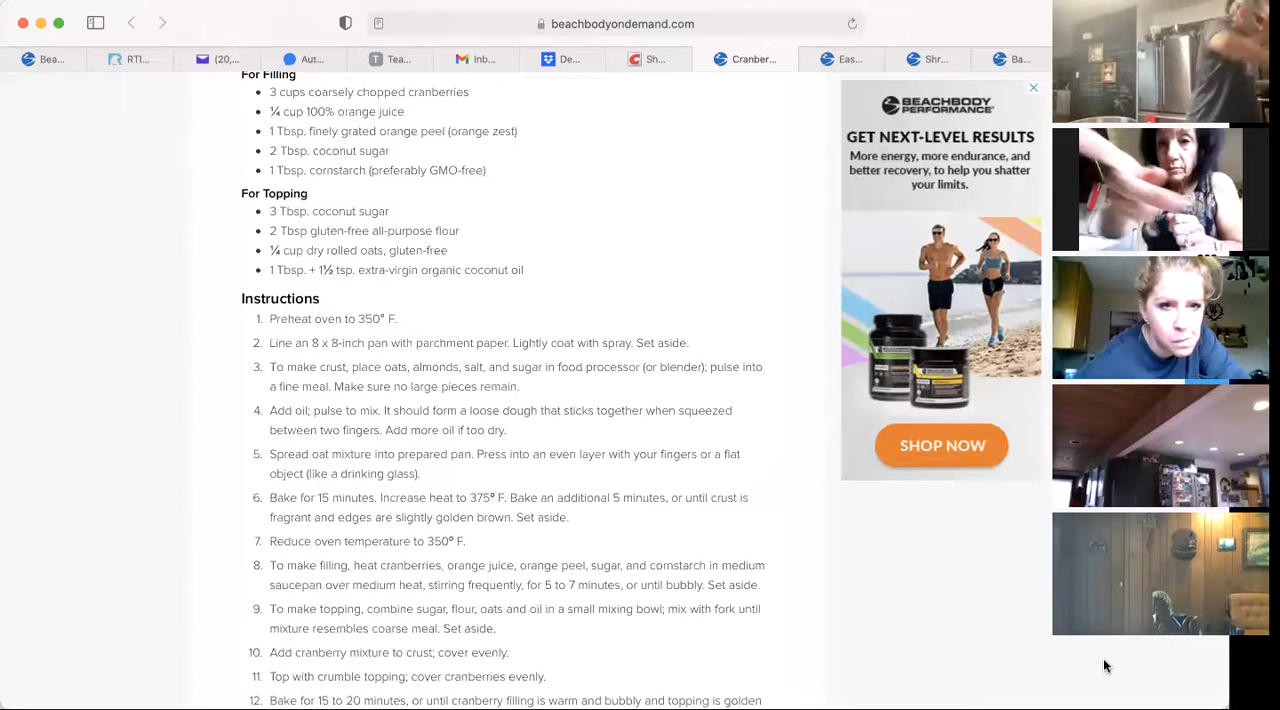 beachbodyondemand.com
Bea...
RTI...
(20,...
Aut...
Tea...
Inb...
De...
Sh...
Cranber...
Eas...
Shr...
Ba...
For Filling
3 cups coarsely chopped cranberries
¼ cup 100% orange juice
1 Tbsp. finely grated orange peel (orange zest)
2 Tbsp. coconut sugar
1 Tbsp. cornstarch (preferably GMO-free)
For Topping
3 Tbsp. coconut sugar
2 Tbsp gluten-free all-purpose flour
¼ cup dry rolled oats, gluten-free
1 Tbsp. + 1½ tsp. extra-virgin organic coconut oil
Instructions
1. Preheat oven to 350° F.
2. Line an 8 x 8-inch pan with parchment paper. Lightly coat with spray. Set aside.
3. To make crust, place oats, almonds, salt, and sugar in food processor (or blender); pulse into
a fine meal. Make sure no large pieces remain.
4. Add oil; pulse to mix. It should form a loose dough that sticks together when squeezed
between two fingers. Add more oil if too dry.
5. Spread oat mixture into prepared pan. Press into an even layer with your fingers or a flat
object (like a drinking glass).
6. Bake for 15 minutes. Increase heat to 375° F. Bake an additional 5 minutes, or until crust is
fragrant and edges are slightly golden brown. Set aside.
7. Reduce oven temperature to 350° F.
8. To make filling, heat cranberries, orange juice, orange peel, sugar, and cornstarch in medium
saucepan over medium heat, stirring frequently, for 5 to 7 minutes, or until bubbly. Set aside.
9. To make topping, combine sugar, flour, oats and oil in a small mixing bowl; mix with fork until
mixture resembles coarse meal. Set aside.
10. Add cranberry mixture to crust; cover evenly.
11. Top with crumble topping; cover cranberries evenly.
12. Bake for 15 to 20 minutes, or until cranberry filling is warm and bubbly and topping is golden
BEACHBODY
PERFORMANCE
GET NEXT-LEVEL RESULTS
More energy, more endurance, and
better recovery, to help you shatter
your limits.
SHOP NOW